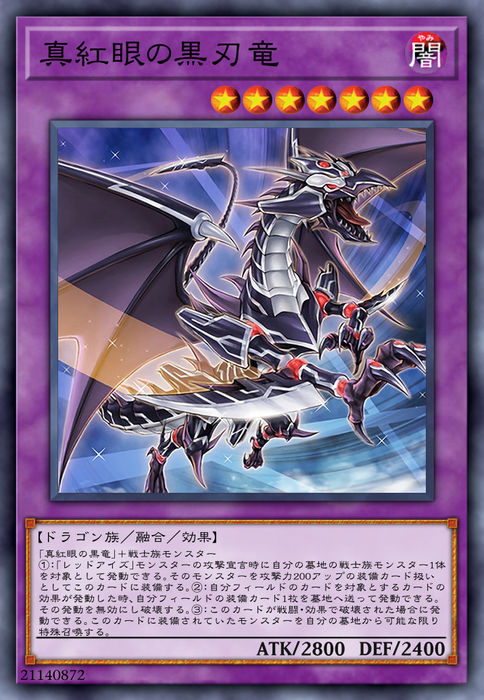 真紅眼の黒刃竜
やみ
闇
【ドラゴン族／融合／効果】
「真紅眼の黒竜」＋戦士族モンスター
①:「レッドアイズ」モンスターの攻撃宣言時に自分の墓地の戦士族モンスター1体
を対象として発動できる。そのモンスターを攻撃力200アップの装備カード扱い
としてこのカードに装備する。②:自分フィールドのカードを対象とするカードの
効果が発動した時、自分フィールドの装備カード1枚を墓地へ送って発動できる。
その発動を無効にし破壊する。③:このカードが戦闘・効果で破壊された場合に発
動できる。このカードに装備されていたモンスターを自分の墓地から可能な限り
特殊召喚する。
ATK/2800 DEF/2400
21140872